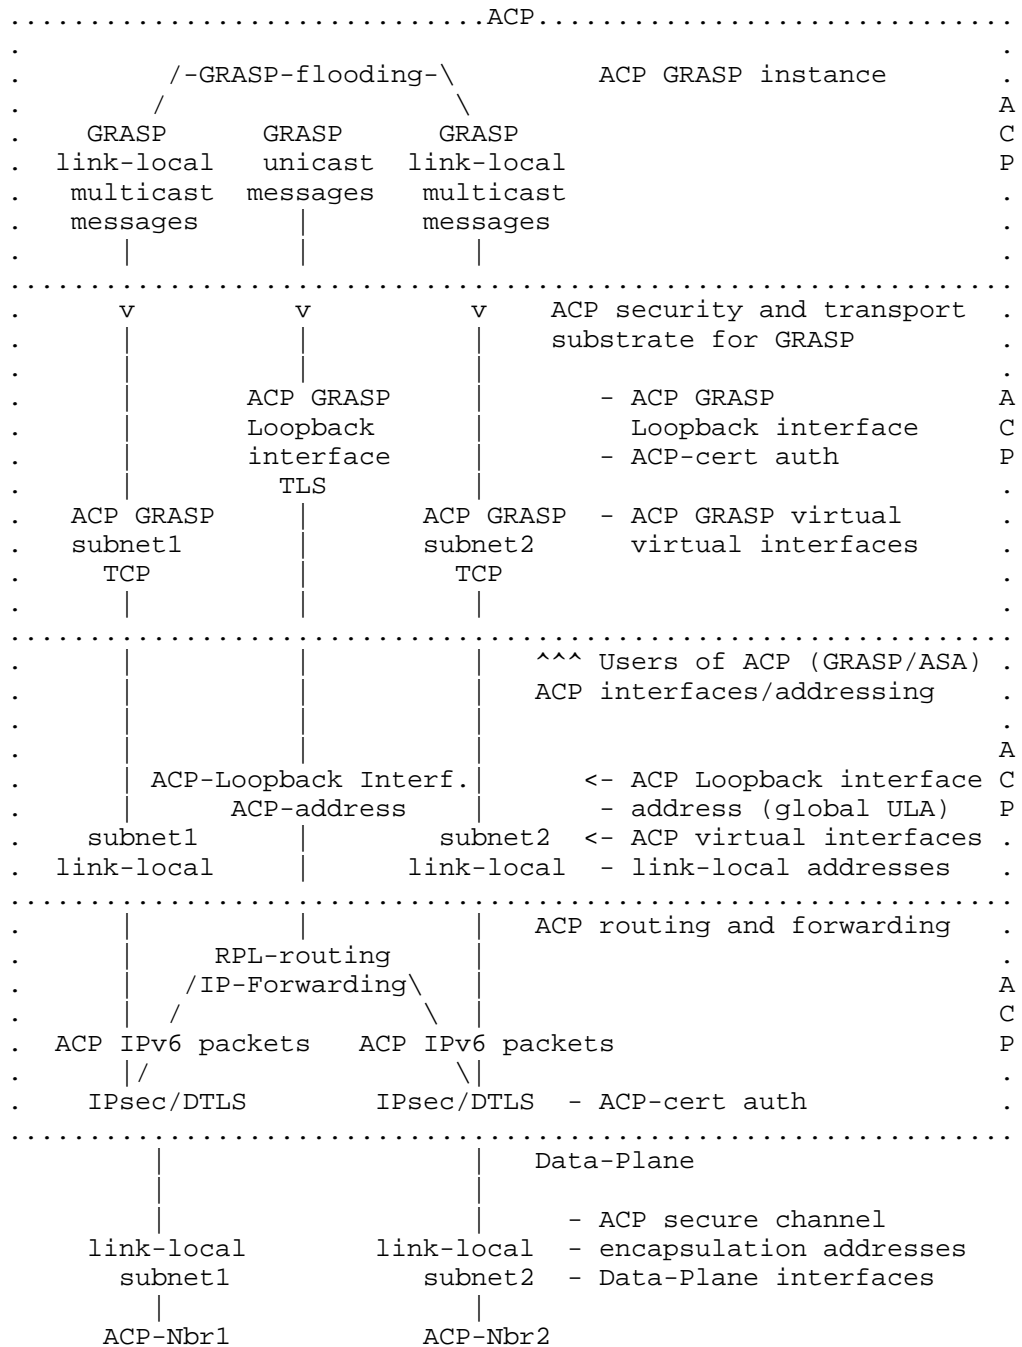 ..............................ACP..............................
.                                                              .
.         /-GRASP-flooding-\         ACP GRASP instance        .
.        /                  \                                  A
.    GRASP      GRASP      GRASP                               C
.  link-local   unicast  link-local                            P
.   multicast  messages   multicast                            .
.   messages      |       messages                             .
.      |          |          |                                 .
...............................................................
.      v          v          v    ACP security and transport   .
.      |          |          |    substrate for GRASP          .
.      |          |          |                                 .
.      |       ACP GRASP     |       - ACP GRASP               A
.      |       Loopback      |         Loopback interface      C
.      |       interface     |       - ACP-cert auth           P
.      |         TLS         |                                 .
.   ACP GRASP     |       ACP GRASP  - ACP GRASP virtual       .
.   subnet1       |       subnet2      virtual interfaces      .
.     TCP         |         TCP                                .
.      |          |          |                                 .
...............................................................
.      |          |          |   ^^^ Users of ACP (GRASP/ASA)  .
.      |          |          |   ACP interfaces/addressing     .
.      |          |          |                                 .
.      |          |          |                                 A
.      | ACP-Loopback Interf.|      <- ACP Loopback interface  C
.      |      ACP-address    |       - address (global ULA)    P
.    subnet1      |        subnet2  <- ACP virtual interfaces  .
.  link-local     |      link-local  - link-local addresses    .
...............................................................
.      |          |          |   ACP routing and forwarding    .
.      |     RPL-routing     |                                 .
.      |   /IP-Forwarding\   |                                 A
.      |  /               \  |                                 C
.  ACP IPv6 packets   ACP IPv6 packets                         P
.      |/                   \|                                 .
.    IPsec/DTLS        IPsec/DTLS  - ACP-cert auth             .
...............................................................
         |                   |   Data-Plane
         |                   |
         |                   |     - ACP secure channel
     link-local        link-local  - encapsulation addresses
       subnet1            subnet2  - Data-Plane interfaces
         |                   |
      ACP-Nbr1            ACP-Nbr2